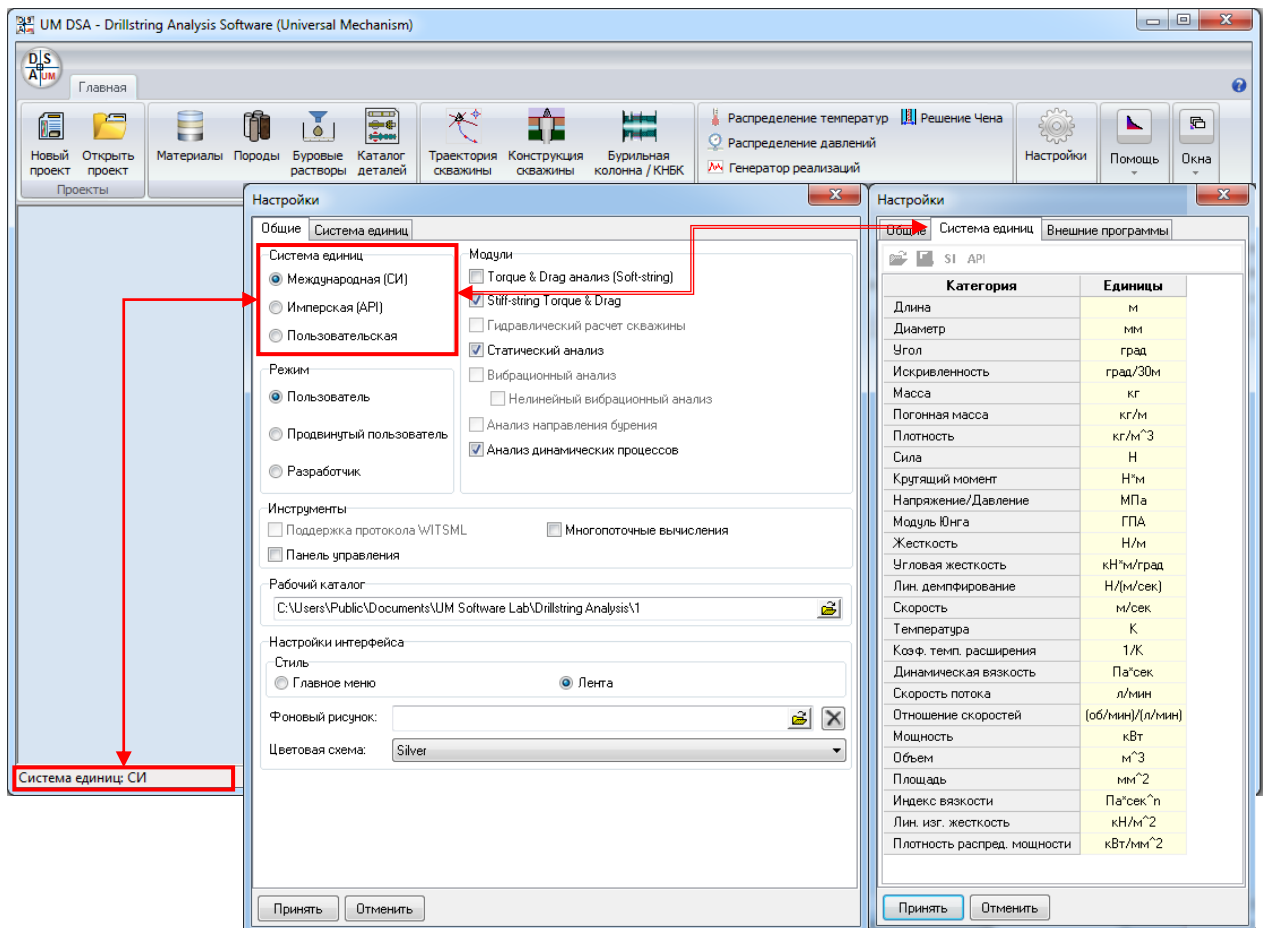 UM DSA - Drillstring Analysis Software (Universal Mechanism)
D S
A UM
Главная
Новый проект
Открыть проект
Проекты
Материалы
Породы
Буровые растворы
Каталог деталей
Траектория скважины
Конструкция скважины
Бурильная колонна / КНБК
Распределение температур
Решение Чена
Распределение давлений
Генератор реализаций
Настройки
Помощь
Окна
Система единиц: СИ
Настройки
Общие
Система единиц
Система единиц
Международная (СИ)
Имперская (API)
Пользовательская
Режим
Пользователь
Продвинутый пользователь
Разработчик
Модули
Torque & Drag анализ (Soft-string)
Stiff-string Torque & Drag
Гидравлический расчет скважины
Статический анализ
Вибрационный анализ
Нелинейный вибрационный анализ
Анализ направления бурения
Анализ динамических процессов
Инструменты
Поддержка протокола WITSML
Многопоточные вычисления
Панель управления
Рабочий каталог
C:\Users\Public\Documents\UM Software Lab\Drillstring Analysis\1
Настройки интерфейса
Стиль
Главное меню
Лента
Фоновый рисунок:
Цветовая схема:
Silver
Принять
Отменить
Настройки
Общие
Система единиц
Внешние программы
SI API
Категория Единицы
Длина м
Диаметр мм
Угол град
Искривленность град/30м
Масса кг
Погонная масса кг/м
Плотность кг/м^3
Сила Н
Крутящий момент Н*м
Напряжение/Давление МПа
Модуль Юнга ГПА
Жесткость Н/м
Угловая жесткость кН*м/град
Лин. демпфирование Н/(м/сек)
Скорость м/сек
Температура К
Коэф. темп. расширения 1/К
Динамическая вязкость Па*сек
Скорость потока л/мин
Отношение скоростей (об/мин)/(л/мин)
Мощность кВт
Объем м^3
Площадь мм^2
Индекс вязкости Па*сек^n
Лин. изг. жесткость кН/м^2
Плотность распред. мощности кВт/мм^2
Принять
Отменить